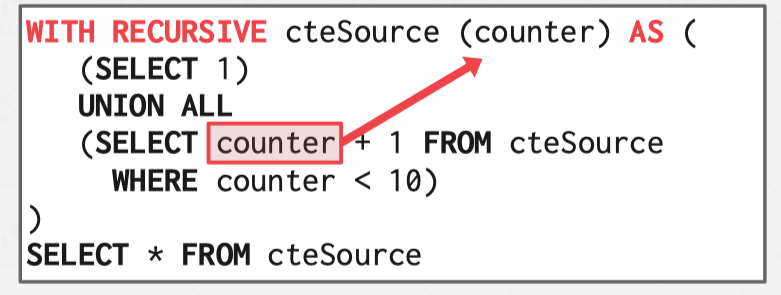 WITH RECURSIVE cteSource (counter) AS (
(SELECT 1)
UNION ALL
(SELECT counter + 1 FROM cteSource
WHERE counter < 10)
)
SELECT * FROM cteSource